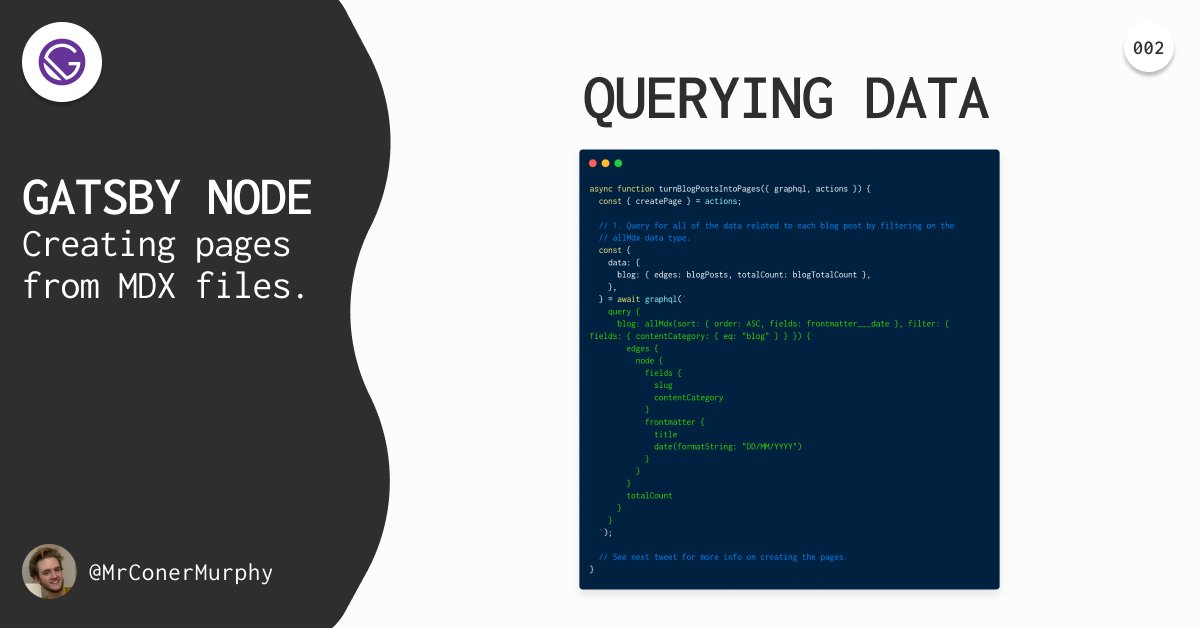 GATSBY NODE
Creating pages
from MDX files.
@MrConerMurphy
002
QUERYING DATA
async function turnBlogPostsIntoPages({ graphql, actions }) {
  const { createPage } = actions;

  // 1. Query for all of the data related to each blog post by filtering on the
  // allMdx data type.
  const {
    data: {
      blog: { edges: blogPosts, totalCount: blogTotalCount },
    },
  } = await graphql(`
    query {
      blog: allMdx(sort: { order: ASC, fields: frontmatter___date }, filter: {
fields: { contentCategory: { eq: "blog" } } }) {
        edges {
          node {
            fields {
              slug
              contentCategory
            }
            frontmatter {
              title
              date(formatString: "DD/MM/YYYY")
            }
          }
        }
        totalCount
      }
    }
  `);

  // See next tweet for more info on creating the pages.
}